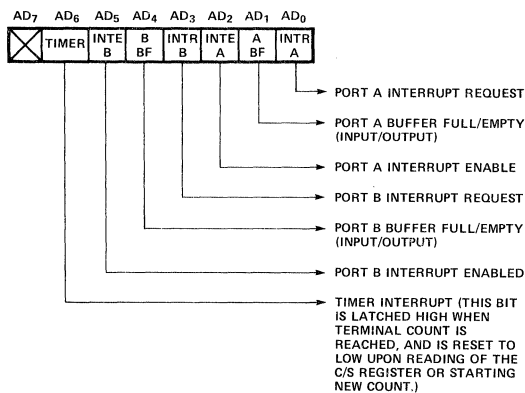 AD7 AD6 AD5 AD4 AD3 AD2 AD1 AD0
TIMER INTE B B BF INTR B INTE A A BF INTR A
PORT A INTERRUPT REQUEST
PORT A BUFFER FULL/EMPTY
(INPUT/OUTPUT)
PORT A INTERRUPT ENABLE
PORT B INTERRUPT REQUEST
PORT B BUFFER FULL/EMPTY
(INPUT/OUTPUT)
PORT B INTERRUPT ENABLED
TIMER INTERRUPT (THIS BIT
IS LATCHED HIGH WHEN
TERMINAL COUNT IS
REACHED, AND IS RESET TO
LOW UPON READING OF THE
C/S REGISTER OR STARTING
NEW COUNT.)